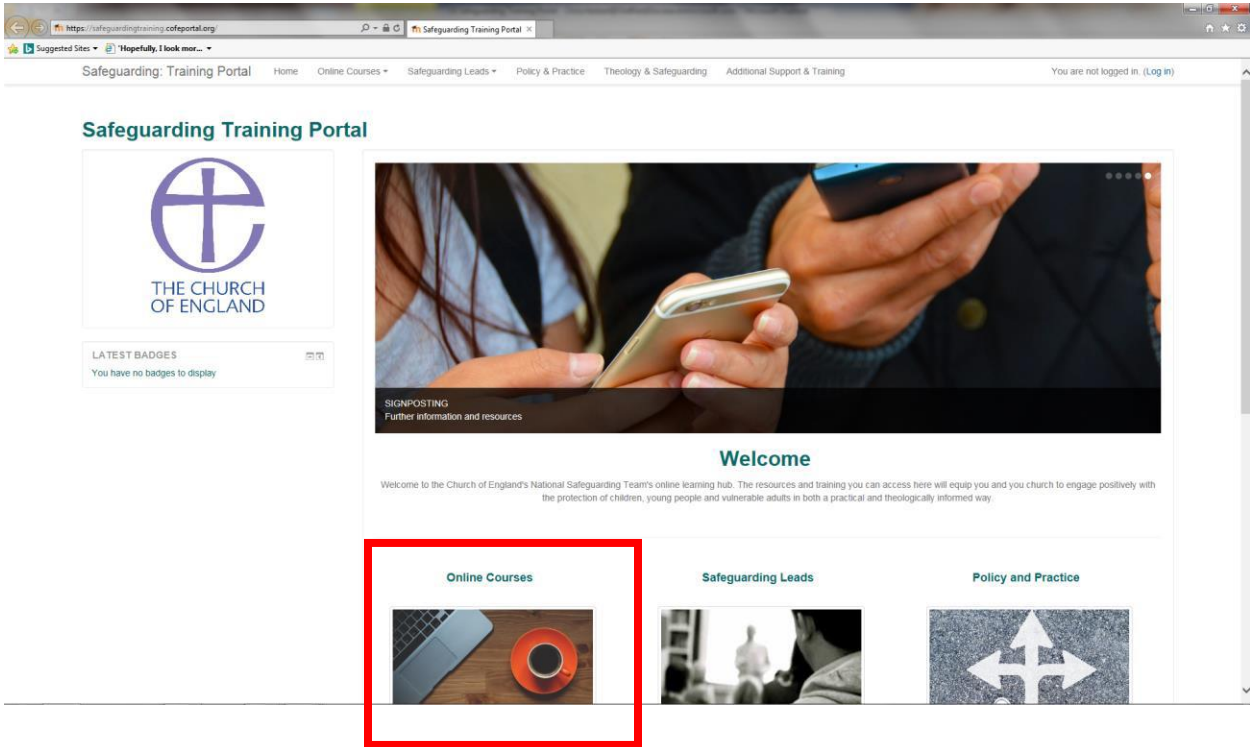 https://safeguardingtraining.cofeportal.org/
Safeguarding Training Portal
Suggested Sites
'Hopefully, I look mor...
Safeguarding: Training Portal Home Online Courses Safeguarding Leads Policy & Practice Theology & Safeguarding Additional Support & Training You are not logged in. (Log in)
Safeguarding Training Portal
THE CHURCH
OF ENGLAND
LATEST BADGES
You have no badges to display
SIGNPOSTING
Further information and resources
Welcome
Welcome to the Church of England's National Safeguarding Team's online learning hub. The resources and training you can access here will equip you and you church to engage positively with
the protection of children, young people and vulnerable adults in both a practical and theologically informed way.
Online Courses Safeguarding Leads Policy and Practice